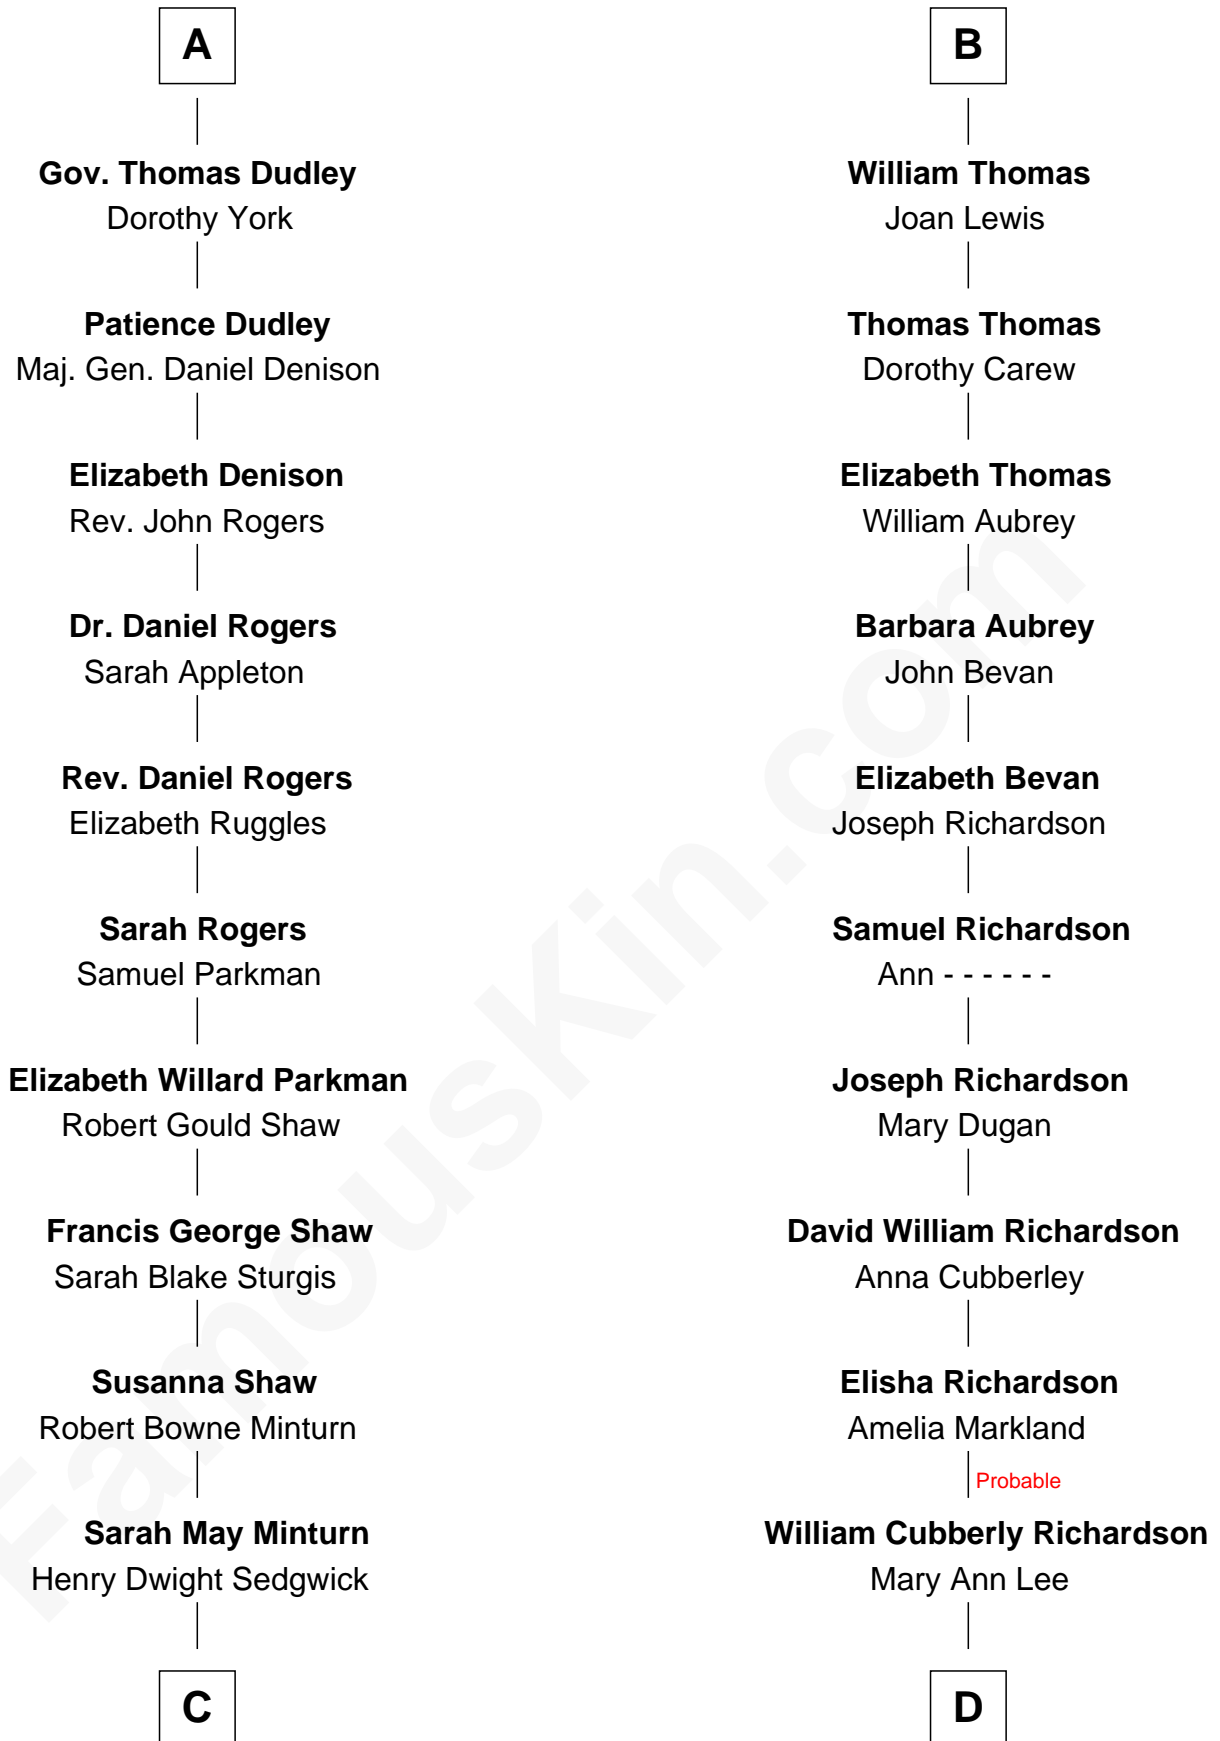 A
Gov. Thomas Dudley
Dorothy York
Patience Dudley
Maj. Gen. Daniel Denison
Elizabeth Denison
Rev. John Rogers
Dr. Daniel Rogers
Sarah Appleton
Rev. Daniel Rogers
Elizabeth Ruggles
Sarah Rogers
Samuel Parkman
Elizabeth Willard Parkman
Robert Gould Shaw
Francis George Shaw
Sarah Blake Sturgis
Susanna Shaw
Robert Bowne Minturn
Sarah May Minturn
Henry Dwight Sedgwick
C
B
William Thomas
Joan Lewis
Thomas Thomas
Dorothy Carew
Elizabeth Thomas
William Aubrey
Barbara Aubrey
John Bevan
Elizabeth Bevan
Joseph Richardson
Samuel Richardson
Ann - - - - - -
Joseph Richardson
Mary Dugan
David William Richardson
Anna Cubberley
Elisha Richardson
Amelia Markland
Probable
William Cubberly Richardson
Mary Ann Lee
D
FamousKin.com